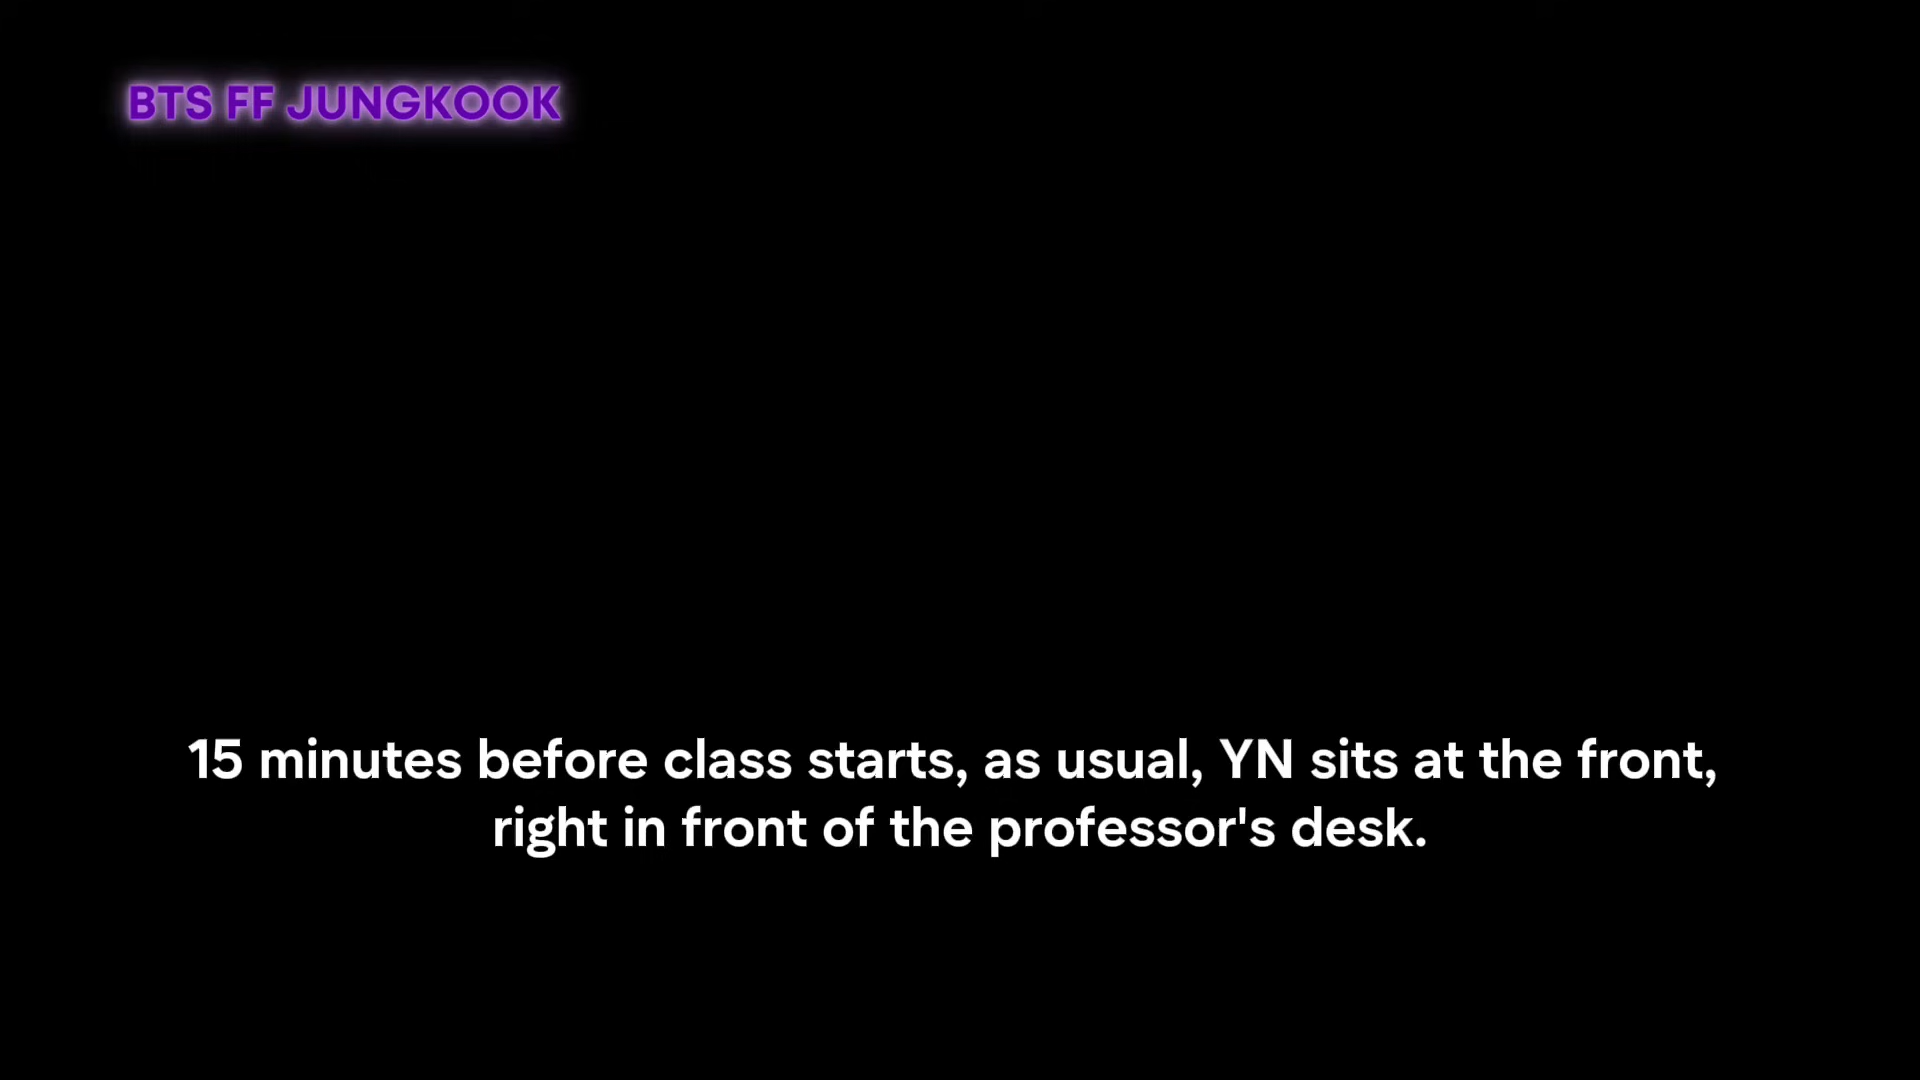 BTS FF JUNGKOOK
15 minutes before class starts, as usual, YN sits at the front,
right in front of the professor's desk.